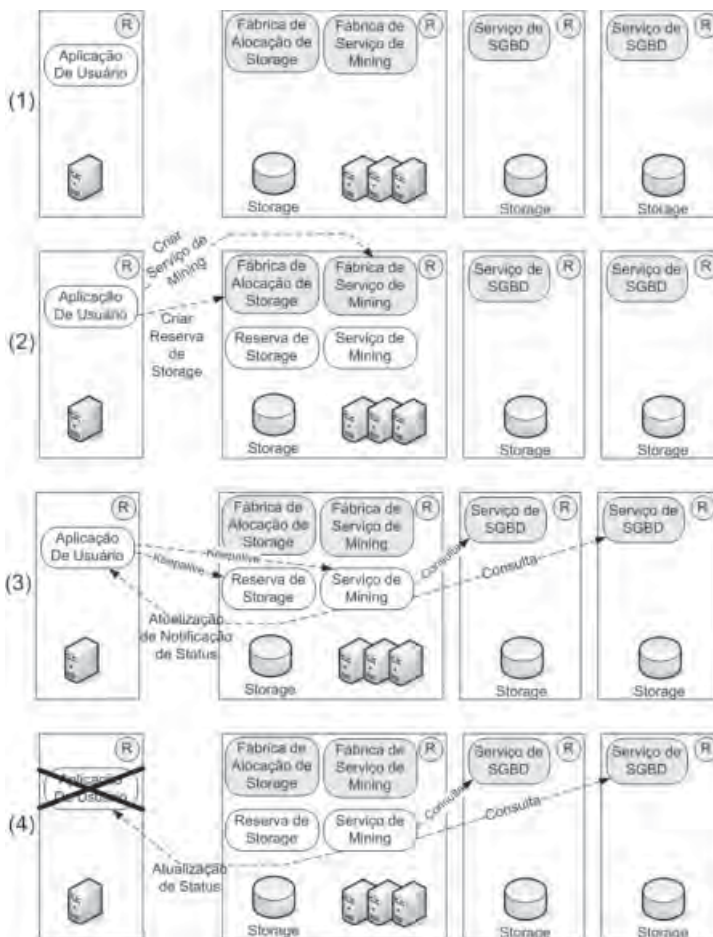 R
Aplicação
De Usuário
Fábrica de
Alocação de
Storage
Fábrica de
Serviço de
Mining
R
Serviço de
SGBD
R
Serviço de
SGBD
R
(1)
Storage
Storage
Storage
Criar
Serviço de
Mining
R
Aplicação
De Usuário
Criar
Reserva
de
Storage
Fábrica de
Alocação de
Storage
Fábrica de
Serviço de
Mining
R
Reserva de
Storage
Serviço de
Mining
Serviço de
SGBD
R
Serviço de
SGBD
R
(2)
Storage
Storage
Storage
R
Aplicação
De Usuário
Fábrica de
Alocação de
Storage
Fábrica de
Serviço de
Mining
R
Keepalive
Keepalive
Reserva de
Storage
Serviço de
Mining
Consulta
Consulta
Serviço de
SGBD
R
Serviço de
SGBD
R
(3)
Atualização
de Notificação
de Status
Storage
Storage
Storage
R
Aplicação
De Usuário
Fábrica de
Alocação de
Storage
Fábrica de
Serviço de
Mining
R
Reserva de
Storage
Serviço de
Mining
Consulta
Consulta
Serviço de
SGBD
R
Serviço de
SGBD
R
(4)
Atualização
de Status
Storage
Storage
Storage